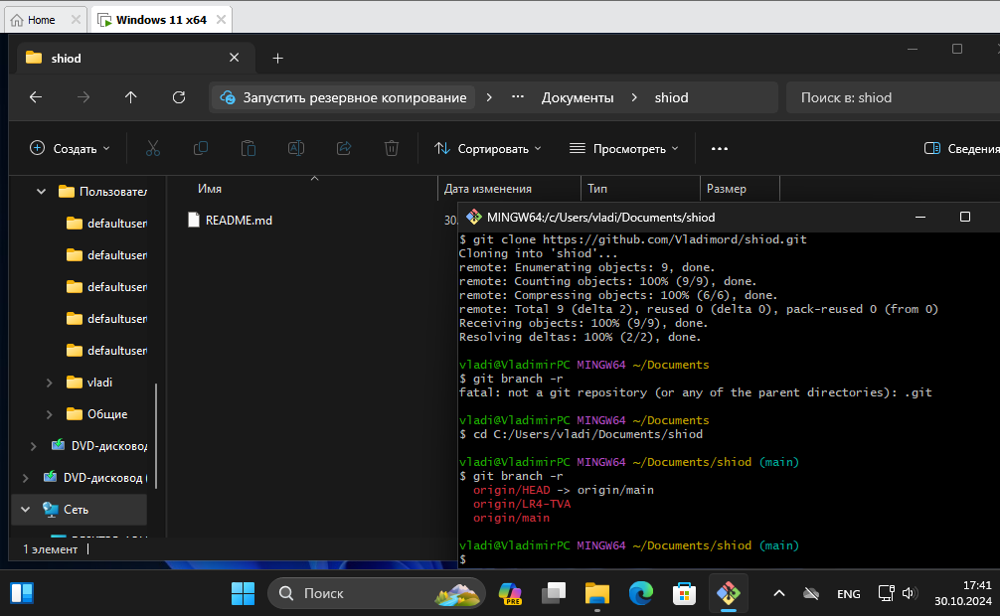 Home
Windows 11 x64
shiod
Запустить резервное копирование
Документы
shiod
Поиск в: shiod
Создать
Сортировать
Просмотреть
Сведения
Имя
Дата изменения
Тип
Размер
Пользовател
defaultuser
defaultuser
defaultuser
defaultuser
defaultuser
vladi
Общие
DVD-дисковод
DVD-дисковод (
Сеть
1 элемент
README.md
30.
MINGW64:/c/Users/vladi/Documents/shiod
$ git clone https://github.com/Vladimord/shiod.git
Cloning into 'shiod'...
remote: Enumerating objects: 9, done.
remote: Counting objects: 100% (9/9), done.
remote: Compressing objects: 100% (6/6), done.
remote: Total 9 (delta 2), reused 0 (delta 0), pack-reused 0 (from 0)
Receiving objects: 100% (9/9), done.
Resolving deltas: 100% (2/2), done.
vladi@VladimirPC MINGW64 ~/Documents
$ git branch -r
fatal: not a git repository (or any of the parent directories): .git
vladi@VladimirPC MINGW64 ~/Documents
$ cd C:/Users/vladi/Documents/shiod
vladi@VladimirPC MINGW64 ~/Documents/shiod (main)
$ git branch -r
origin/HEAD -> origin/main
origin/LR4-TVA
origin/main
vladi@VladimirPC MINGW64 ~/Documents/shiod (main)
$
Поиск
PRE
ENG
17:41
30.10.2024